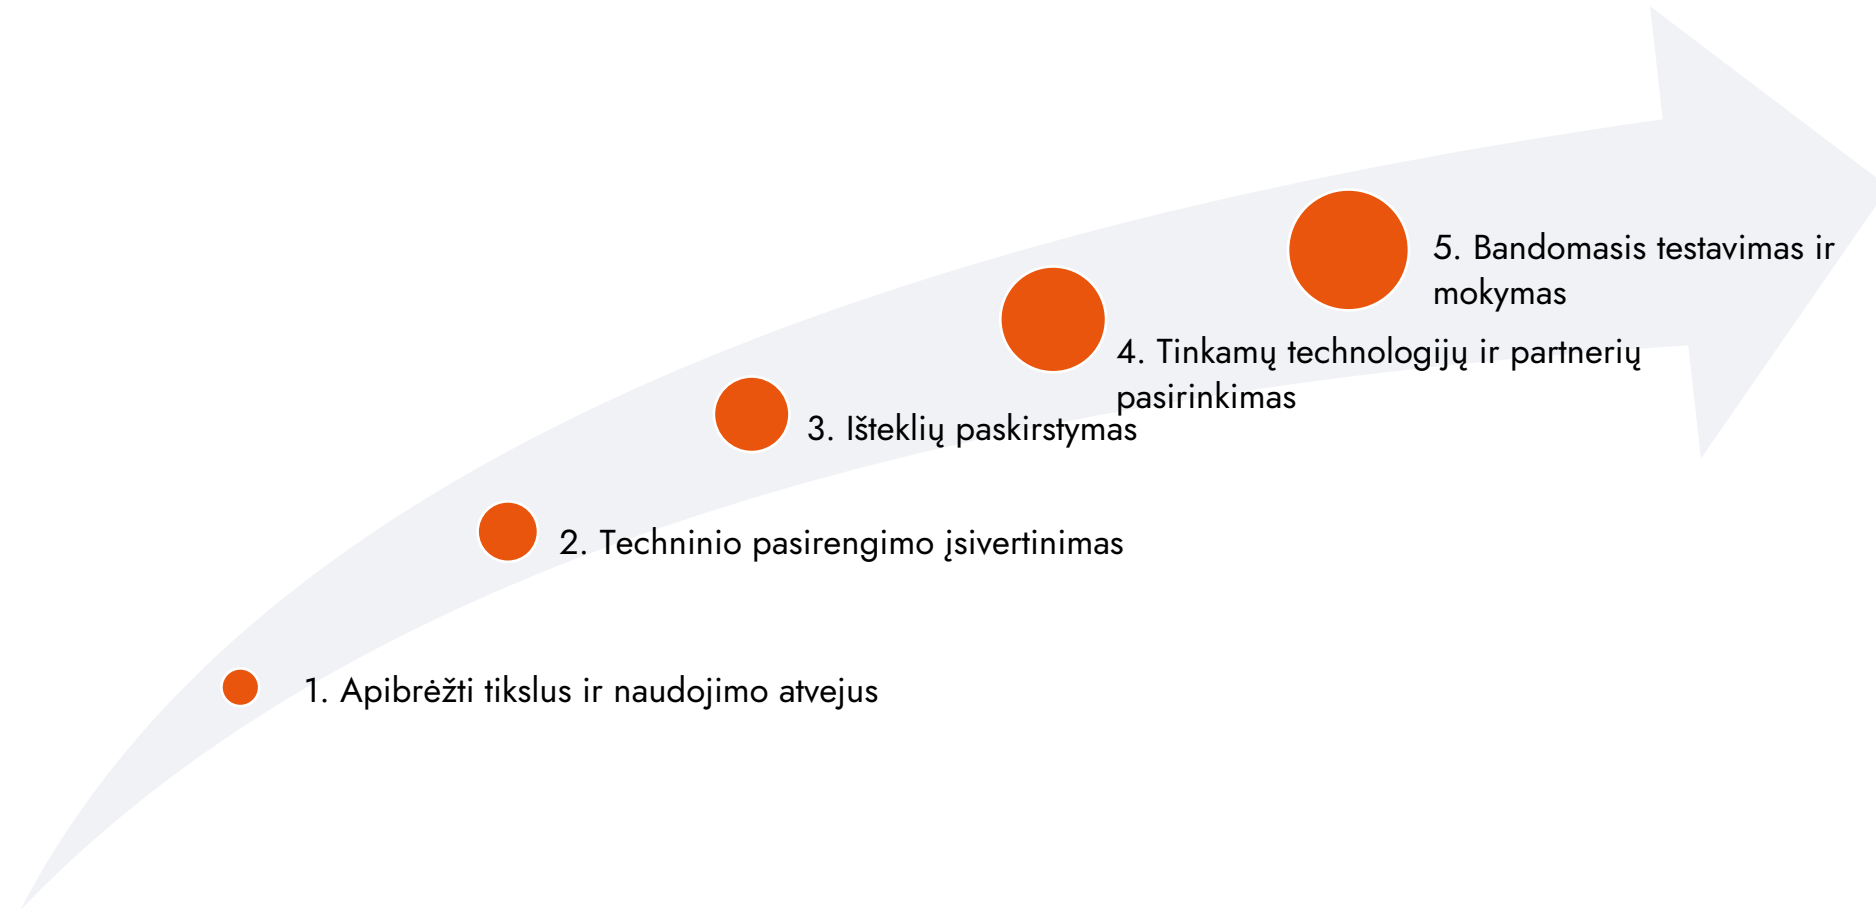 1. Apibrėžti tikslus ir naudojimo atvejus
2. Techninio pasirengimo įsivertinimas
3. Išteklių paskirstymas
4. Tinkamų technologijų ir partnerių
pasirinkimas
5. Bandomasis testavimas ir
mokymas